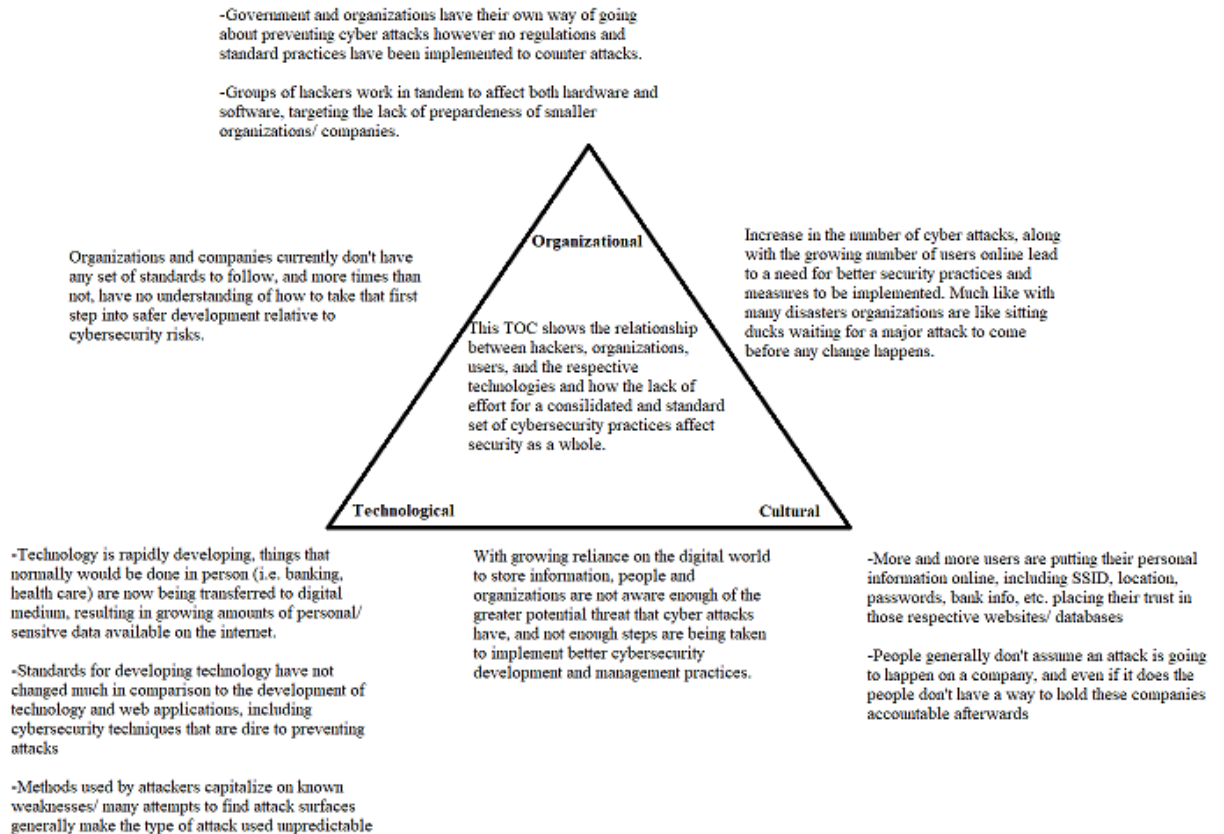 -Government and organizations have their own way of going
about preventing cyber attacks however no regulations and
standard practices have been implemented to counter attacks.
-Groups of hackers work in tandem to affect both hardware and
software, targeting the lack of prepardeness of smaller
organizations/ companies.
Organizational
Organizations and companies currently don't have
any set of standards to follow, and more times than
not, have no understanding of how to take that first
step into safer development relative to
cybersecurity risks.
Increase in the number of cyber attacks, along
with the growing number of users online lead
to a need for better security practices and
measures to be implemented. Much like with
many disasters organizations are like sitting
ducks waiting for a major attack to come
before any change happens.
This TOC shows the relationship
between hackers, organizations,
users, and the respective
technologies and how the lack of
effort for a consilidated and standard
set of cybersecurity practices affect
security as a whole.
Technological
Cultural
-Technology is rapidly developing, things that
normally would be done in person (i.e. banking,
health care) are now being transferred to digital
medium, resulting in growing amounts of personal/
sensitve data available on the internet.
-Standards for developing technology have not
changed much in comparison to the development of
technology and web applications, including
cybersecurity techniques that are dire to preventing
attacks
-Methods used by attackers capitalize on known
weaknesses/ many attempts to find attack surfaces
generally make the type of attack used unpredictable
With growing reliance on the digital world
to store information, people and
organizations are not aware enough of the
greater potential threat that cyber attacks
have, and not enough steps are being taken
to implement better cybersecurity
development and management practices.
-More and more users are putting their personal
information online, including SSID, location,
passwords, bank info, etc. placing their trust in
those respective websites/ databases
-People generally don't assume an attack is going
to happen on a company, and even if it does the
people don't have a way to hold these companies
accountable afterwards